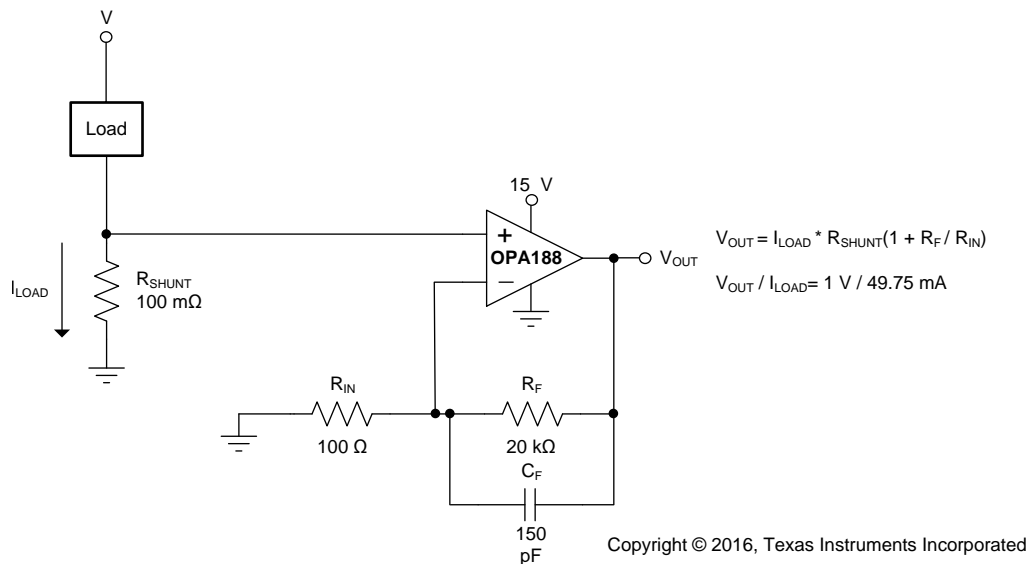 V
Load
15 V
+
OPA188
−
V_OUT
V_OUT = I_LOAD * R_SHUNT(1 + R_F / R_IN)
V_OUT / I_LOAD= 1 V / 49.75 mA
I_LOAD
R_SHUNT
100 mΩ
R_IN
100 Ω
R_F
20 kΩ
C_F
150
pF
Copyright © 2016, Texas Instruments Incorporated